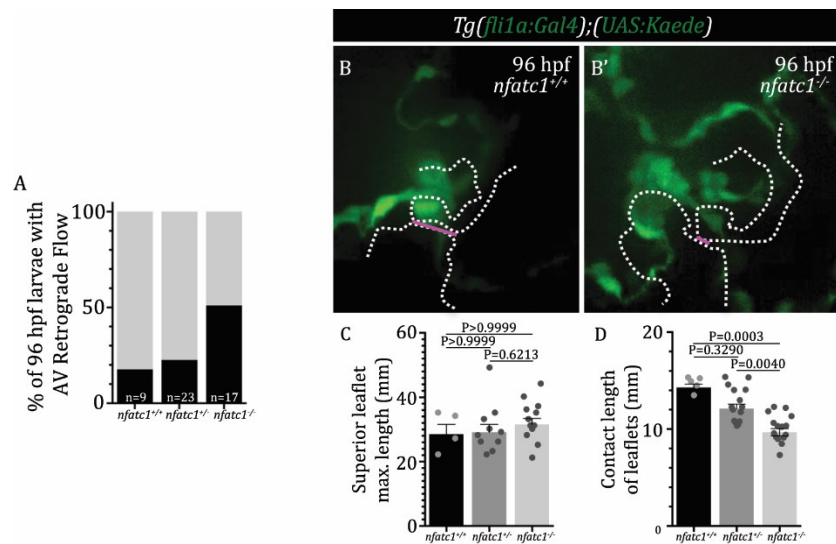 Tg(fli1a:Gal4);(UAS:Kaede)
B
96 hpf
nfatc1+/+
B'
96 hpf
nfatc1-/-
A
% of 96 hpf larvae with
AV Retrograde Flow
100
50
0
n=9
n=23
n=17
nfatc1+/+
nfatc1+/-
nfatc1-/-
C
Superior leaflet
max. length (mm)
60
40
20
0
P>0.9999
P>0.9999
P=0.6213
nfatc1+/+
nfatc1+/-
nfatc1-/-
D
Contact length
of leaflets (mm)
20
10
0
P=0.0003
P=0.3290
P=0.0040
nfatc1+/+
nfatc1+/-
nfatc1-/-